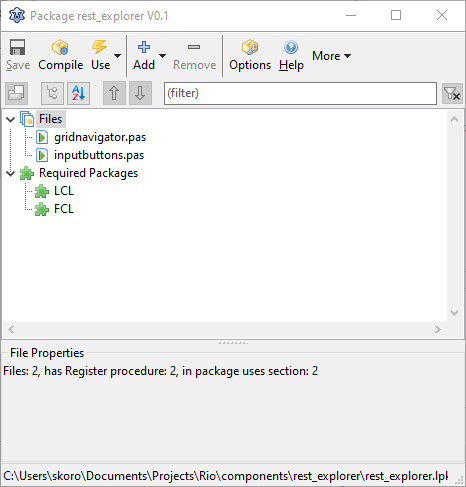 Package rest_explorer V0.1
Save Compile Use Add Remove Options Help More
(filter)
Files
gridnavigator.pas
inputbuttons.pas
Required Packages
LCL
FCL
File Properties
Files: 2, has Register procedure: 2, in package uses section: 2
C:\Users\skoro\Documents\Projects\Rio\components\rest_explorer\rest_explorer.lpk